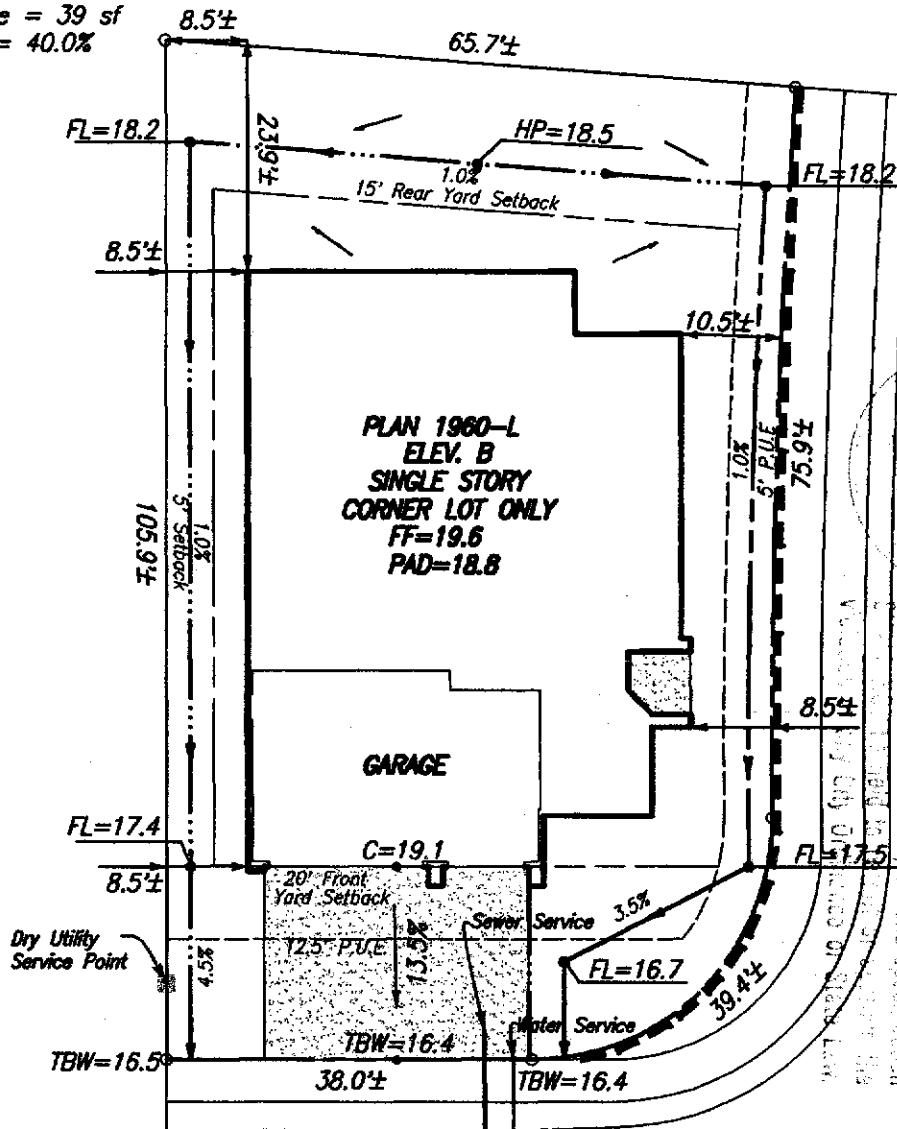 e = 39 sf
= 40.0%
8.5'±
65.7'±
23.9'±
FL=18.2
HP=18.5
1.0%
FL=18.2
15' Rear Yard Setback
8.5'±
10.5'±
PLAN 1960-L
ELEV. B
SINGLE STORY
CORNER LOT ONLY
FF=19.6
PAD=18.8
105.9'±
5' Setback
1.0%
1.0%
5' P.U.E
75.9'±
8.5'±
GARAGE
FL=17.4
C=19.1
FL=17.5
8.5'±
20' Front
Yard Setback
3.5%
Sewer Service
Dry Utility
Service Point
4.5%
12.5' P.U.E
13.5%
FL=16.7
39.4'±
Water Service
TBW=16.5
TBW=16.4
TBW=16.4
38.0'±